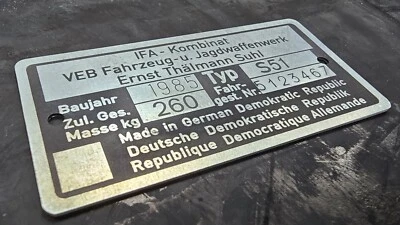 IFA - Kombinat
VEB Fahrzeug-u. Jagdwaffenwerk
Ernst Thälmann Suhl
Baujahr 1985 Typ S51
Zul. Ges. Masse kg 260 Fahr. gest. Nr. 5123467
Made in German Demokratic Republic
Deutsche Demokratische Republik
Republique Democratique Allemande